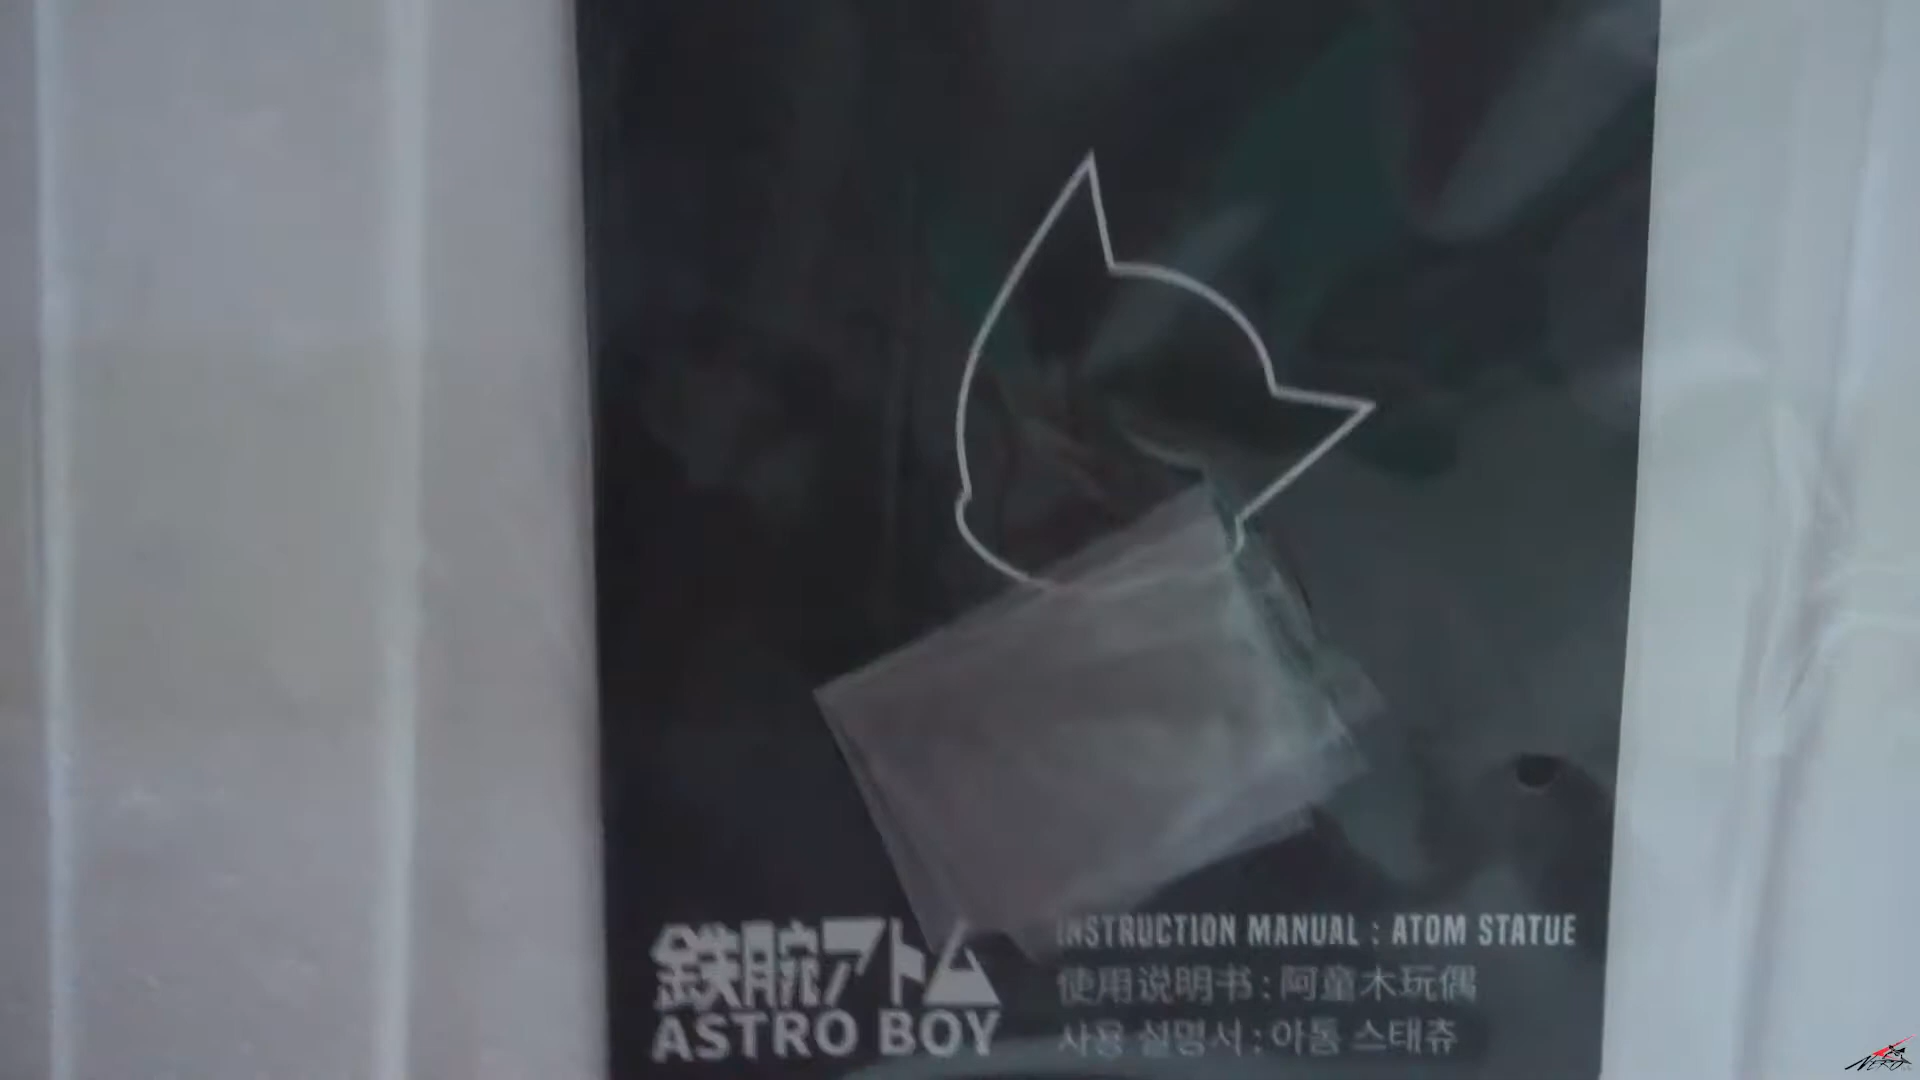 鉄腕アトム
ASTRO BOY
INSTRUCTION MANUAL : ATOM STATUE
使用说明书 : 阿童木玩偶
사용 설명서 : 아톰 스태츄
NERO